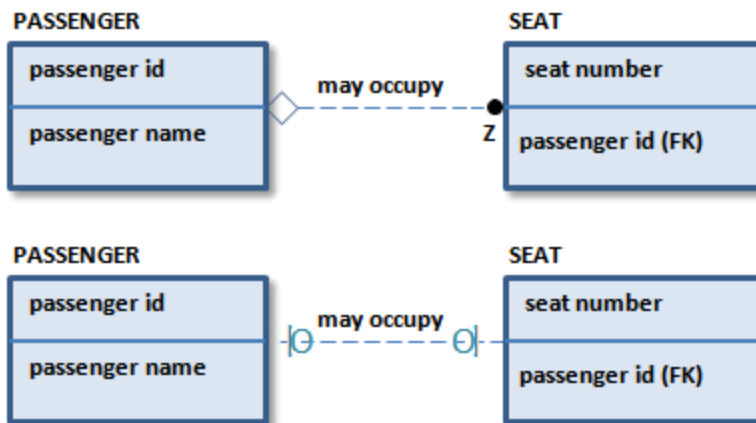 PASSENGER
SEAT
passenger id
may occupy
seat number
passenger name
Z
passenger id (FK)
PASSENGER
SEAT
passenger id
may occupy
seat number
passenger name
passenger id (FK)